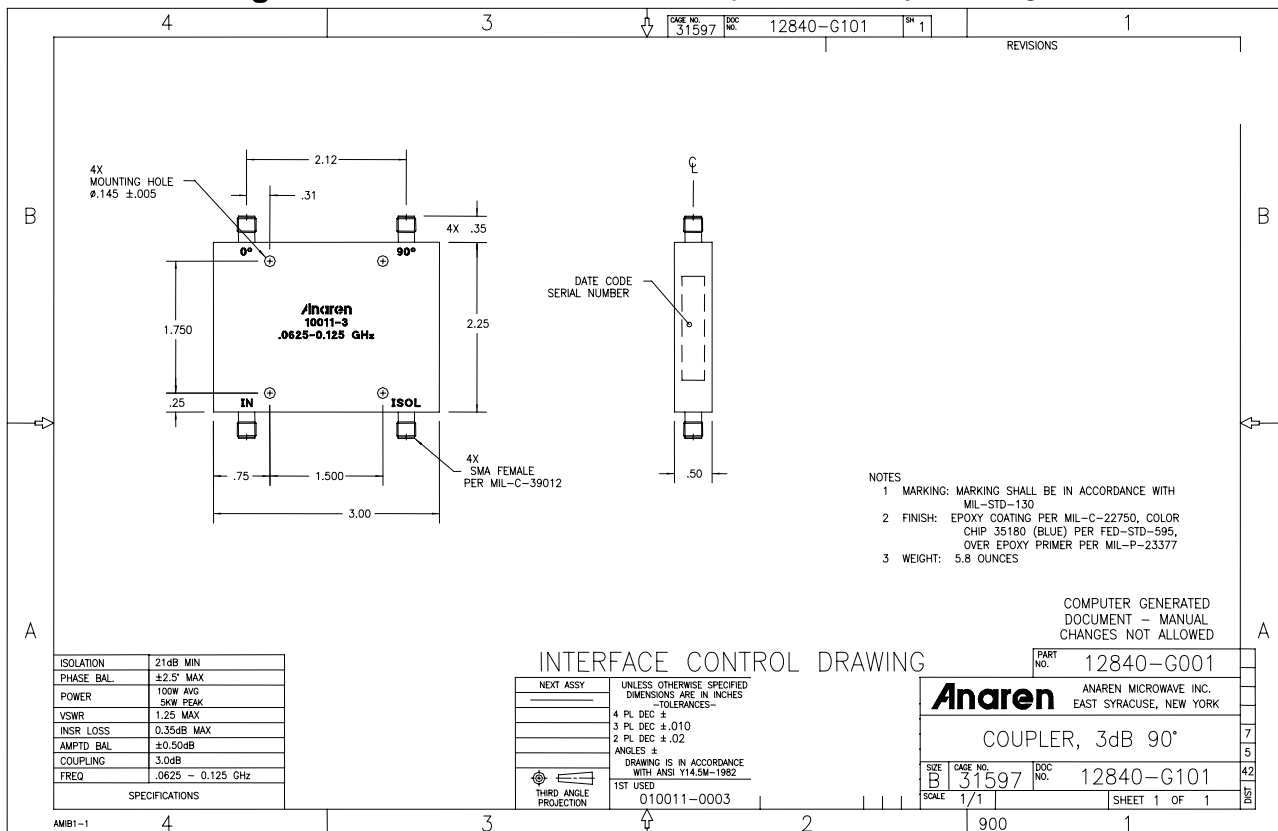 4 3 1
CAGE NO. 31597 DOC NO. 12840-G101 SH 1
REVISIONS
B B
4X
MOUNTING HOLE
ø.145 ±.005
2.12
.31
4X .35
0° 90°
Anaren
10011-3
.0625-0.125 GHz
1.750
2.25
.25
IN ISOL
.75 1.500
3.00
4X
SMA FEMALE
PER MIL-C-39012
℄
DATE CODE
SERIAL NUMBER
.50
NOTES
1 MARKING: MARKING SHALL BE IN ACCORDANCE WITH
MIL-STD-130
2 FINISH: EPOXY COATING PER MIL-C-22750, COLOR
CHIP 35180 (BLUE) PER FED-STD-595,
OVER EPOXY PRIMER PER MIL-P-23377
3 WEIGHT: 5.8 OUNCES
COMPUTER GENERATED
DOCUMENT – MANUAL
CHANGES NOT ALLOWED
A A
ISOLATION 21dB MIN
PHASE BAL. ±2.5° MAX
POWER 100W AVG
5KW PEAK
VSWR 1.25 MAX
INSR LOSS 0.35dB MAX
AMPTD BAL ±0.50dB
COUPLING 3.0dB
FREQ .0625 – 0.125 GHz
SPECIFICATIONS
INTERFACE CONTROL DRAWING
NEXT ASSY
UNLESS OTHERWISE SPECIFIED
DIMENSIONS ARE IN INCHES
-TOLERANCES-
4 PL DEC ±
3 PL DEC ±.010
2 PL DEC ±.02
ANGLES ±
DRAWING IS IN ACCORDANCE
WITH ANSI Y14.5M-1982
THIRD ANGLE
PROJECTION
1ST USED
010011-0003
PART NO. 12840-G001
Anaren
ANAREN MICROWAVE INC.
EAST SYRACUSE, NEW YORK
COUPLER, 3dB 90°
SIZE B CAGE NO. 31597 DOC NO. 12840-G101
SCALE 1/1 SHEET 1 OF 1
7
5
42
DIST
AMIB1-1 4 3 2 900 1